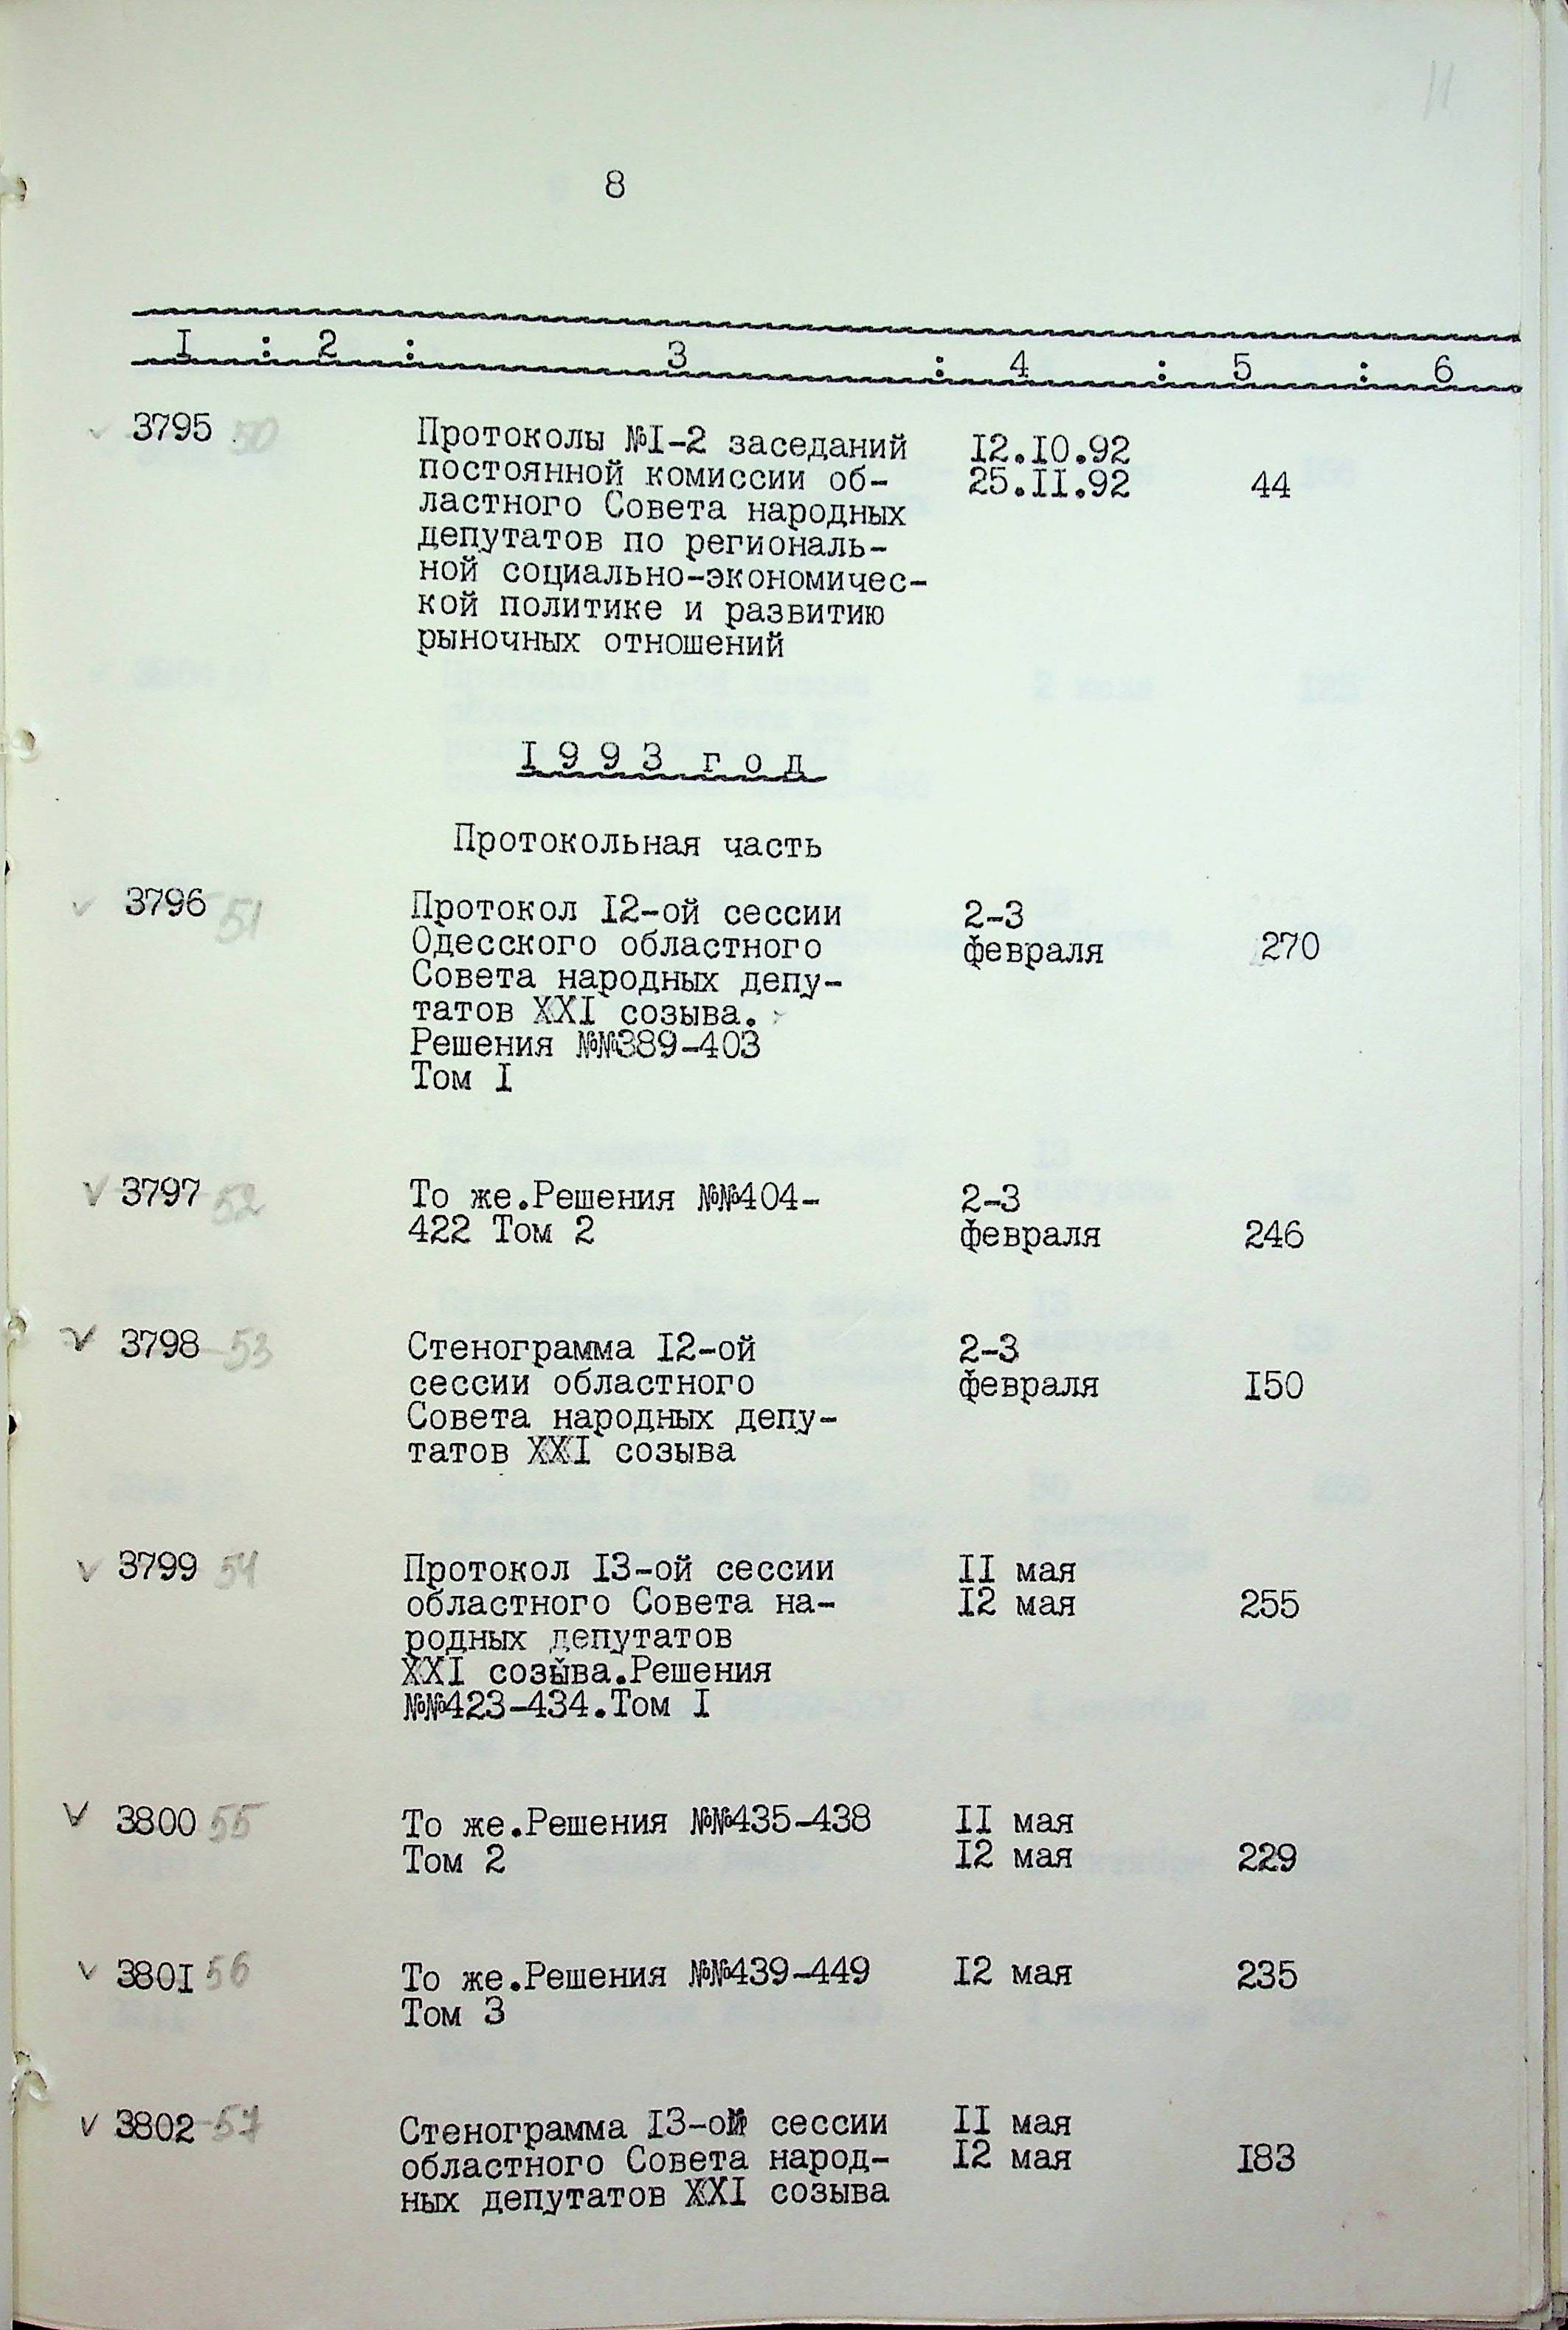 11
8
I : 2 : 3 : 4 : 5 : 6
3795 50 Протоколы №I-2 заседаний 12.10.92
постоянной комиссии об- 25.II.92 44
ластного Совета народных
депутатов по региональ-
ной социально-экономичес-
кой политике и развитию
рыночных отношений
I993 год
Протокольная часть
3796 51 Протокол I2-ой сессии 2-3
Одесского областного февраля 270
Совета народных депу-
татов XXI созыва.
Решения №№389-403
Том I
3797 52 То же.Решения №№404- 2-3
422 Том 2 февраля 246
3798 53 Стенограмма I2-ой 2-3
сессии областного февраля I50
Совета народных депу-
татов XXI созыва
3799 54 Протокол I3-ой сессии II мая
областного Совета на- I2 мая 255
родных депутатов
XXI созыва.Решения
№№423-434.Том I
3800 55 То же.Решения №№435-438 II мая
Том 2 I2 мая 229
380I 56 То же.Решения №№439-449 I2 мая 235
Том 3
3802 57 Стенограмма I3-ой сессии II мая
областного Совета народ- I2 мая I83
ных депутатов XXI созыва